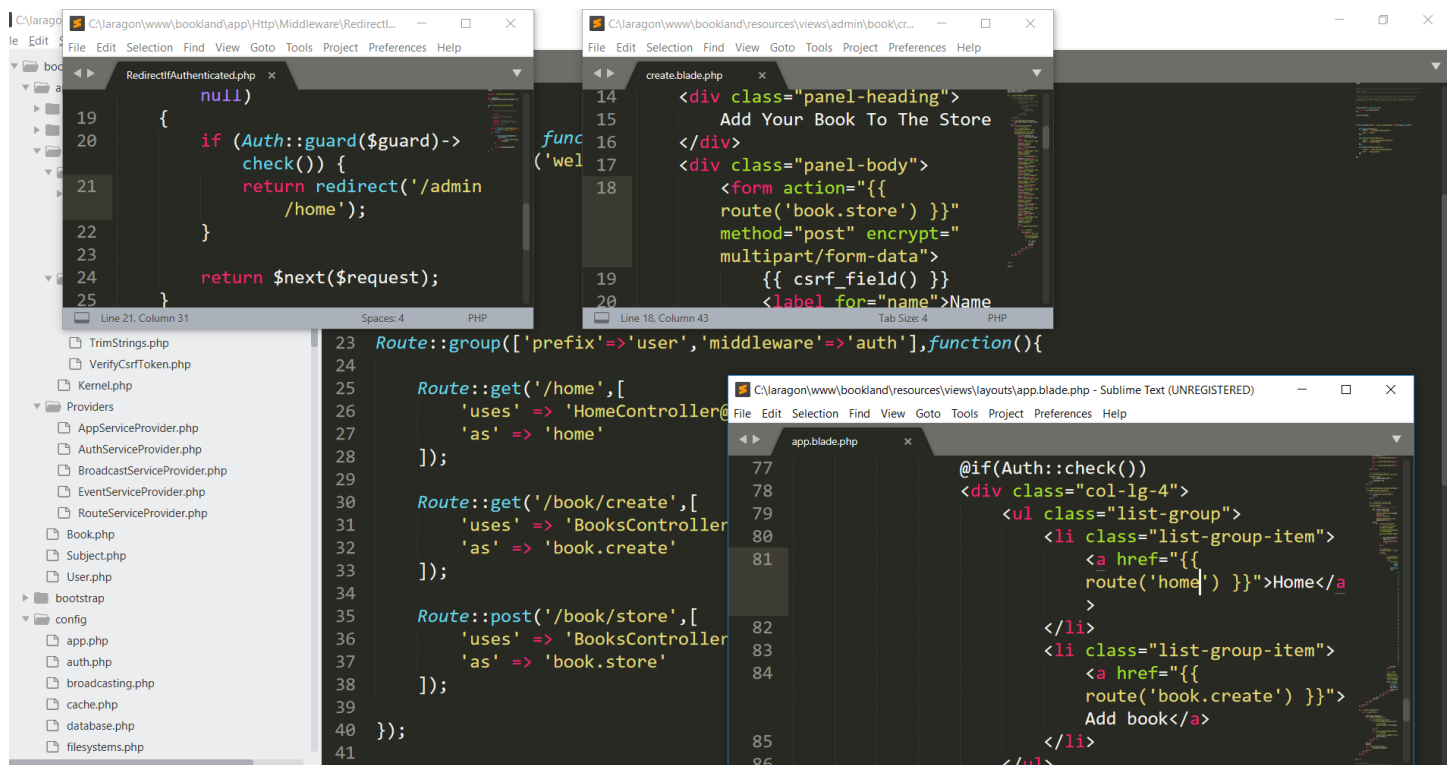 C:\larago
le Edit S
boo
a
TrimStrings.php
VerifyCsrfToken.php
Kernel.php
Providers
AppServiceProvider.php
AuthServiceProvider.php
BroadcastServiceProvider.php
EventServiceProvider.php
RouteServiceProvider.php
Book.php
Subject.php
User.php
bootstrap
config
app.php
auth.php
broadcasting.php
cache.php
database.php
filesystems.php
C:\laragon\www\bookland\app\Http\Middleware\RedirectI...
File Edit Selection Find View Goto Tools Project Preferences Help
RedirectIfAuthenticated.php ×
null)
19 {
20 if (Auth::guard($guard)->
check()) {
21 return redirect('/admin
/home');
22 }
23
24 return $next($request);
25 }
Line 21, Column 31 Spaces: 4 PHP
func
('wel
C:\laragon\www\bookland\resources\views\admin\book\cr...
File Edit Selection Find View Goto Tools Project Preferences Help
create.blade.php ×
14 <div class="panel-heading">
15 Add Your Book To The Store
16 </div>
17 <div class="panel-body">
18 <form action="{{
route('book.store') }}"
method="post" encrypt="
multipart/form-data">
19 {{ csrf_field() }}
20 <label for="name">Name
Line 18, Column 43 Tab Size: 4 PHP
23 Route::group(['prefix'=>'user','middleware'=>'auth'],function(){
24
25 Route::get('/home',[
26 'uses' => 'HomeController@
27 'as' => 'home'
28 ]);
29
30 Route::get('/book/create',[
31 'uses' => 'BooksController
32 'as' => 'book.create'
33 ]);
34
35 Route::post('/book/store',[
36 'uses' => 'BooksController
37 'as' => 'book.store'
38 ]);
39
40 });
41
C:\laragon\www\bookland\resources\views\layouts\app.blade.php - Sublime Text (UNREGISTERED)
File Edit Selection Find View Goto Tools Project Preferences Help
app.blade.php ×
77 @if(Auth::check())
78 <div class="col-lg-4">
79 <ul class="list-group">
80 <li class="list-group-item">
81 <a href="{{
route('home') }}">Home</a
>
82 </li>
83 <li class="list-group-item">
84 <a href="{{
route('book.create') }}">
Add book</a>
85 </li>
86 </ul>